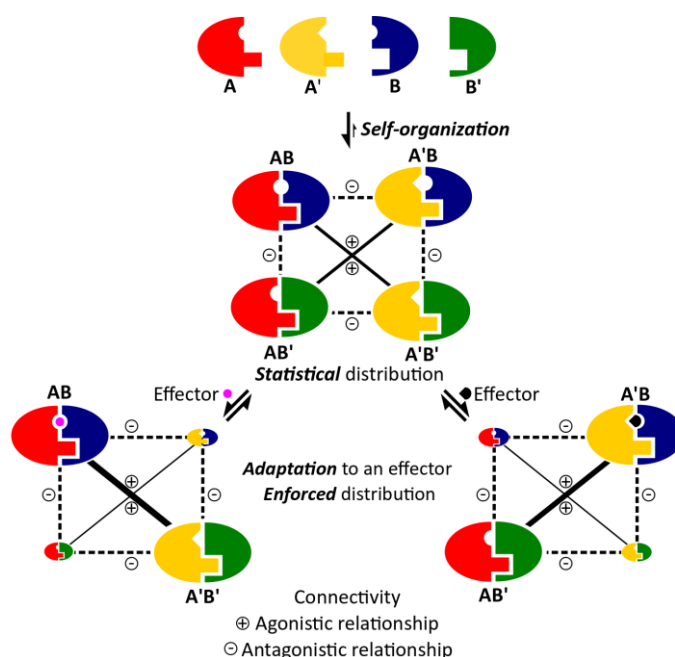 A A' B B'
Self-organization
AB A'B
⊖
⊖ ⊕ ⊖
⊕
⊖
AB' A'B'
Statistical distribution
AB Effector Effector A'B
⊖ ⊖
Adaptation to an effector
Enforced distribution
⊖ ⊕ ⊖ ⊖ ⊕ ⊖
⊕ ⊕
⊖ ⊖
A'B' AB'
Connectivity
⊕ Agonistic relationship
⊖ Antagonistic relationship